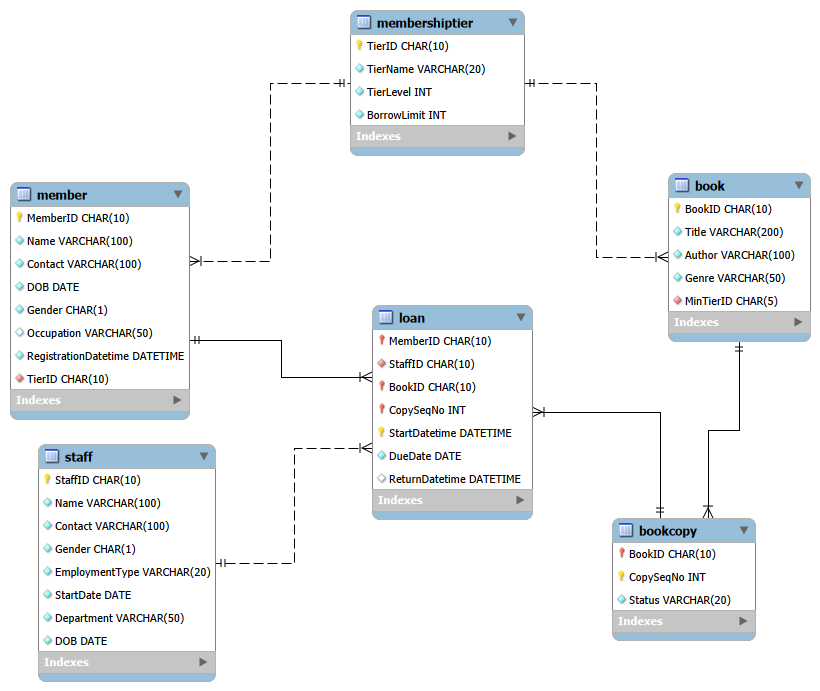 membershiptier
TierID CHAR(10)
TierName VARCHAR(20)
TierLevel INT
BorrowLimit INT
Indexes
member
MemberID CHAR(10)
Name VARCHAR(100)
Contact VARCHAR(100)
DOB DATE
Gender CHAR(1)
Occupation VARCHAR(50)
RegistrationDatetime DATETIME
TierID CHAR(10)
Indexes
book
BookID CHAR(10)
Title VARCHAR(200)
Author VARCHAR(100)
Genre VARCHAR(50)
MinTierID CHAR(5)
Indexes
loan
MemberID CHAR(10)
StaffID CHAR(10)
BookID CHAR(10)
CopySeqNo INT
StartDatetime DATETIME
DueDate DATE
ReturnDatetime DATETIME
Indexes
staff
StaffID CHAR(10)
Name VARCHAR(100)
Contact VARCHAR(100)
Gender CHAR(1)
EmploymentType VARCHAR(20)
StartDate DATE
Department VARCHAR(50)
DOB DATE
Indexes
bookcopy
BookID CHAR(10)
CopySeqNo INT
Status VARCHAR(20)
Indexes